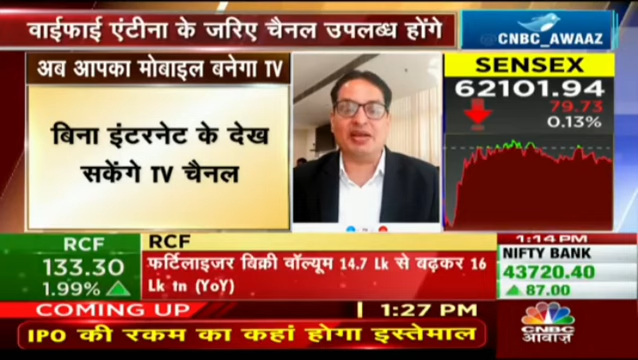 वाईफाई एंटीना के जरिए चैनल उपलब्ध होंगे
@CNBC_AWAAZ
अब आपका मोबाइल बनेगा TV
बिना इंटरनेट के देख
सकेंगे TV चैनल
SENSEX
62101.94
79.73
0.13%
RCF
133.30
1.99%
RCF
फर्टिलाइजर बिक्री वॉल्यूम 14.7 Lk से बढ़कर 16
Lk tn (YoY)
1:14 PM
NIFTY BANK
43720.40
87.00
COMING UP
1:27 PM
IPO की रकम का कहां होगा इस्तेमाल
CNBC
आवाज़